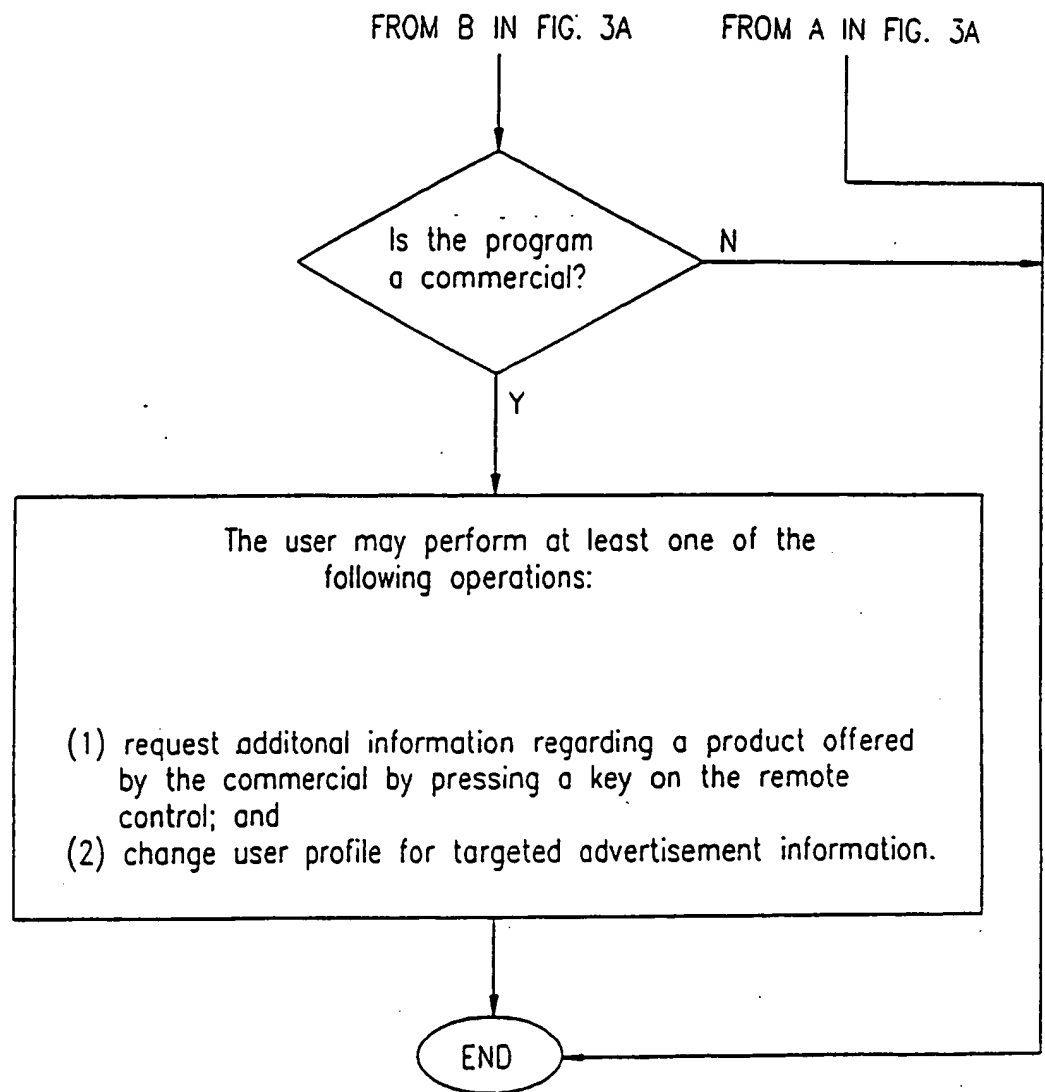 FROM B IN FIG. 3A
FROM A IN FIG. 3A
Is the program
a commercial?
N
Y
The user may perform at least one of the
following operations:
(1) request additonal information regarding a product offered
by the commercial by pressing a key on the remote
control; and
(2) change user profile for targeted advertisement information.
END